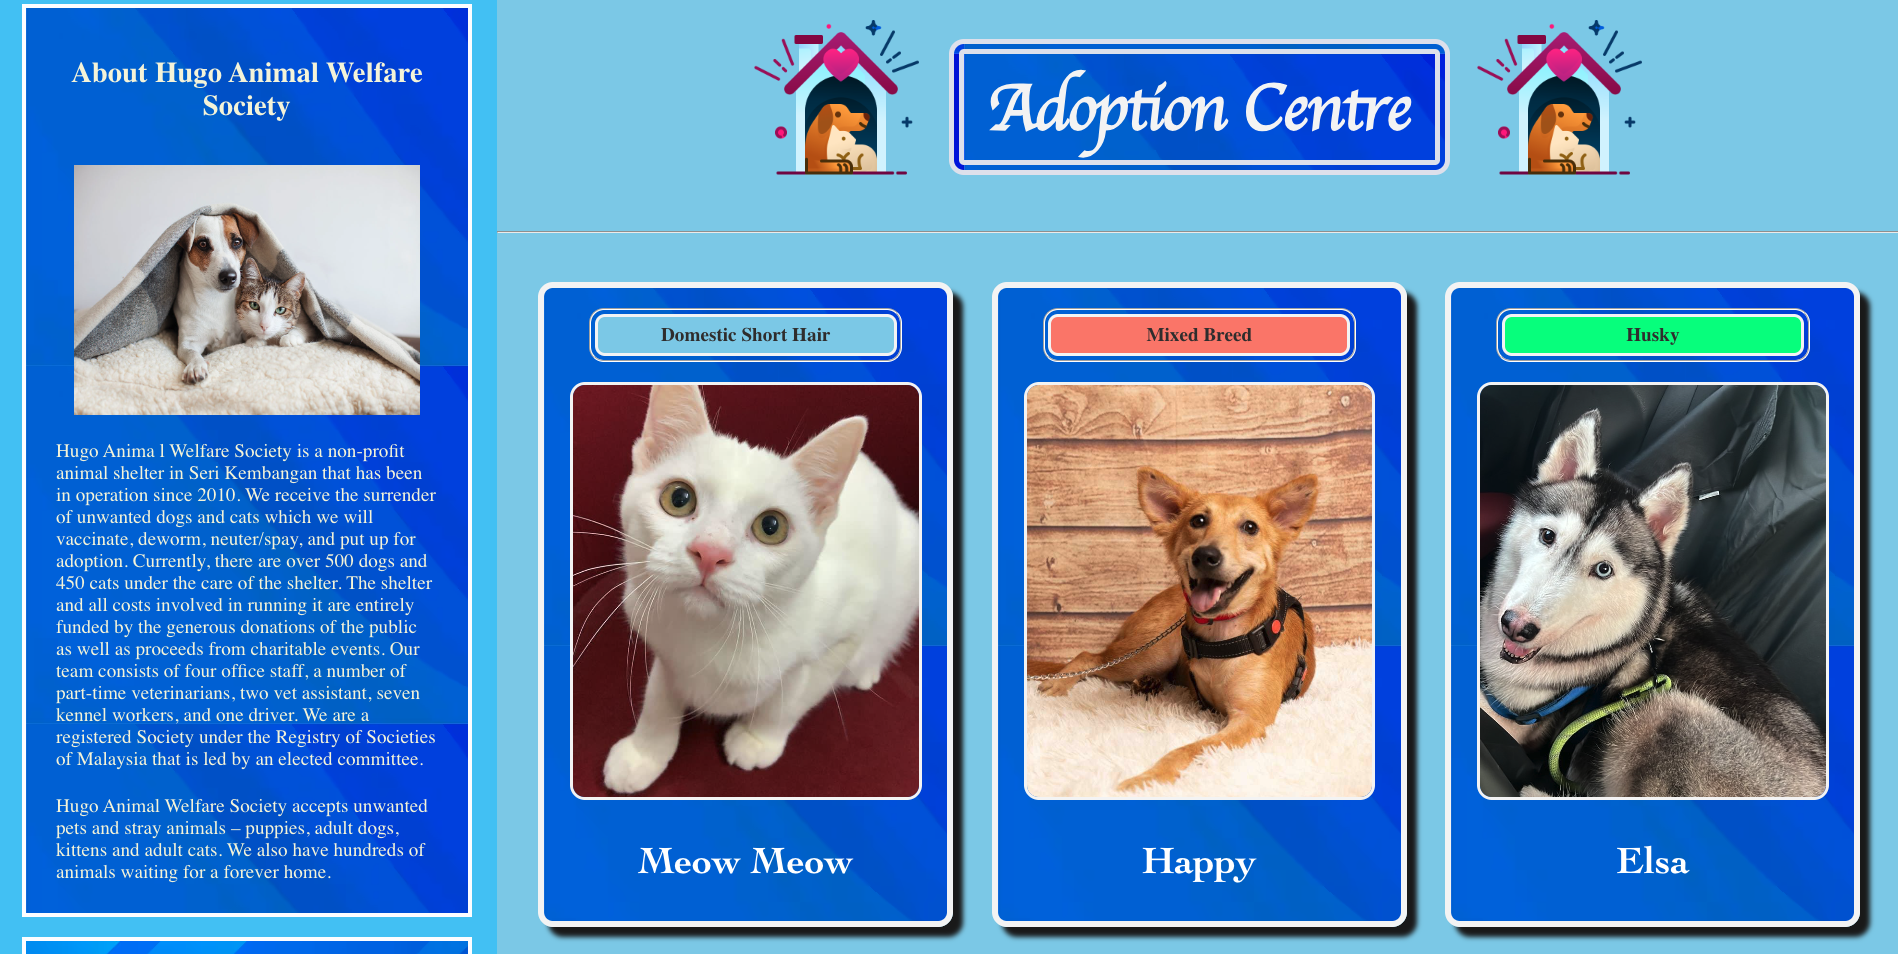 About Hugo Animal Welfare
Society
Hugo Anima l Welfare Society is a non-profit
animal shelter in Seri Kembangan that has been
in operation since 2010. We receive the surrender
of unwanted dogs and cats which we will
vaccinate, deworm, neuter/spay, and put up for
adoption. Currently, there are over 500 dogs and
450 cats under the care of the shelter. The shelter
and all costs involved in running it are entirely
funded by the generous donations of the public
as well as proceeds from charitable events. Our
team consists of four office staff, a number of
part-time veterinarians, two vet assistant, seven
kennel workers, and one driver. We are a
registered Society under the Registry of Societies
of Malaysia that is led by an elected committee.
Hugo Animal Welfare Society accepts unwanted
pets and stray animals – puppies, adult dogs,
kittens and adult cats. We also have hundreds of
animals waiting for a forever home.
Adoption Centre
Domestic Short Hair
Meow Meow
Mixed Breed
Happy
Husky
Elsa